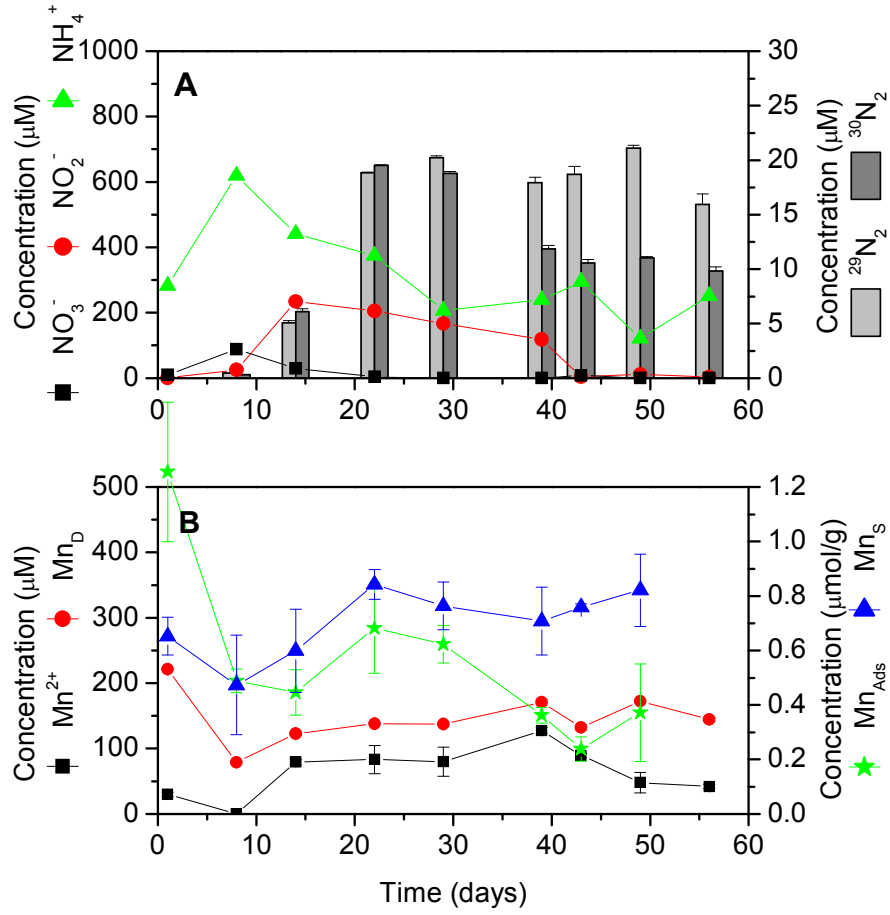 A
Concentration (μM)
NO₃⁻ NO₂⁻ NH₄⁺
1000
800
600
400
200
0
30
25
20
15
10
5
0
Concentration (μM)
²⁹N₂ ³⁰N₂
0 10 20 30 40 50 60
B
Concentration (μM)
Mn²⁺ Mn_D
500
400
300
200
100
0
1.2
1.0
0.8
0.6
0.4
0.2
0.0
Concentration (μmol/g)
Mn_Ads Mn_S
0 10 20 30 40 50 60
Time (days)